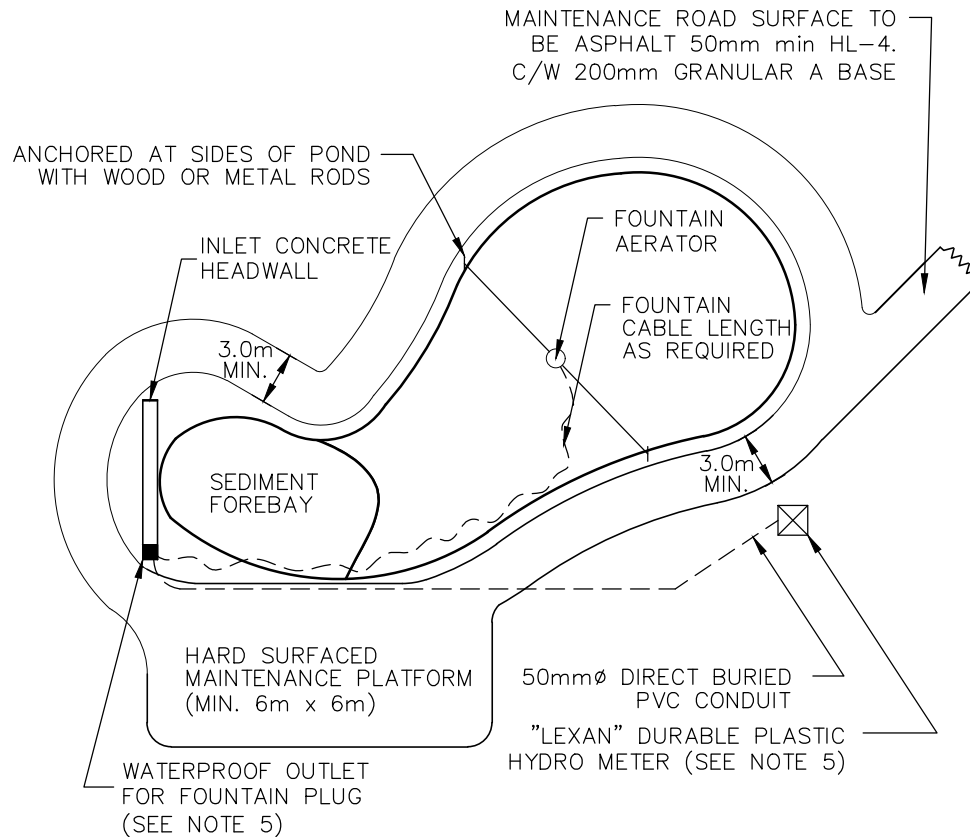 MAINTENANCE ROAD SURFACE TO
BE ASPHALT 50mm min HL-4.
C/W 200mm GRANULAR A BASE
ANCHORED AT SIDES OF POND
WITH WOOD OR METAL RODS
FOUNTAIN
AERATOR
INLET CONCRETE
HEADWALL
FOUNTAIN
CABLE LENGTH
AS REQUIRED
3.0m
MIN.
3.0m
MIN.
SEDIMENT
FOREBAY
HARD SURFACED
MAINTENANCE PLATFORM
(MIN. 6m x 6m)
50mmø DIRECT BURIED
PVC CONDUIT
"LEXAN" DURABLE PLASTIC
HYDRO METER (SEE NOTE 5)
WATERPROOF OUTLET
FOR FOUNTAIN PLUG
(SEE NOTE 5)